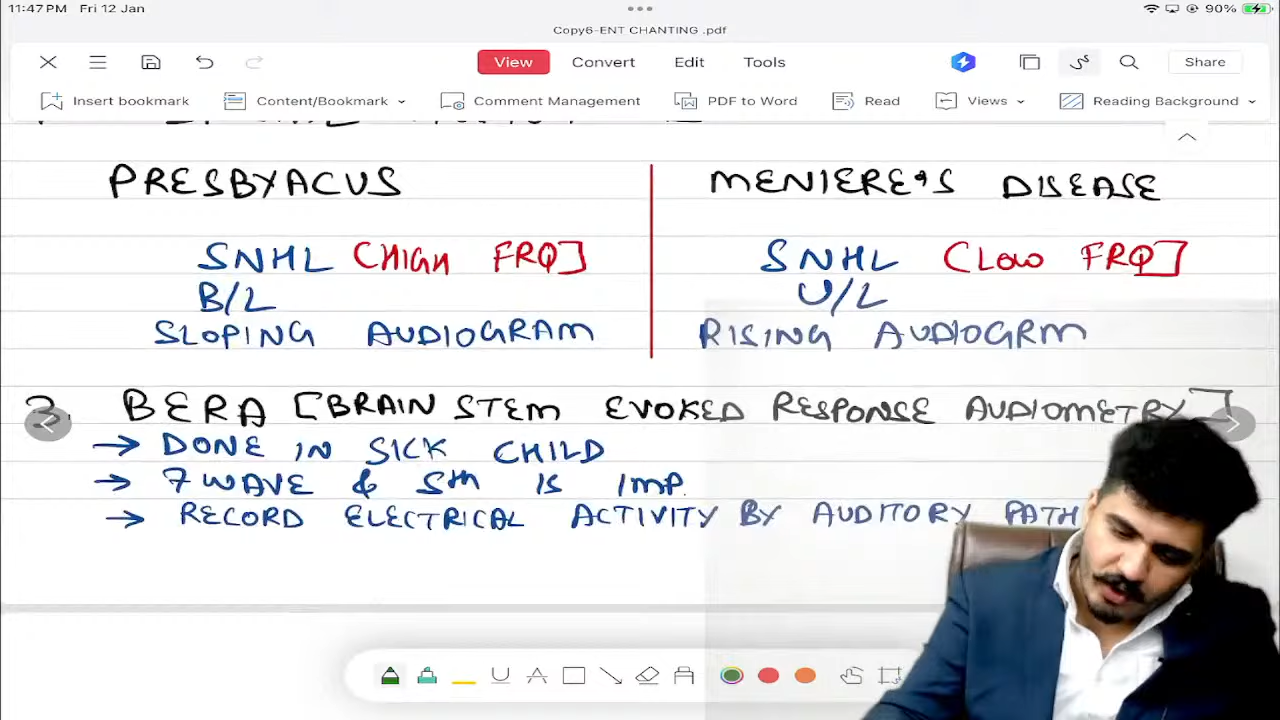 11:47 PM Fri 12 Jan 90%
Copy6-ENT CHANTING .pdf
View Convert Edit Tools Share
Insert bookmark Content/Bookmark Comment Management PDF to Word Read Views Reading Background
PRESBYACUS
SNHL [HIGH FRQ]
B/L
SLOPING AUDIOGRAM
MENIERE'S DISEASE
SNHL [LOW FRQ]
U/L
RISING AUDIOGRM
3. BERA [BRAIN STEM EVOKED RESPONSE AUDIOMETRY]
→ DONE IN SICK CHILD
→ 7 WAVE & 5th IS IMP.
→ RECORD ELECTRICAL ACTIVITY BY AUDITORY PATH